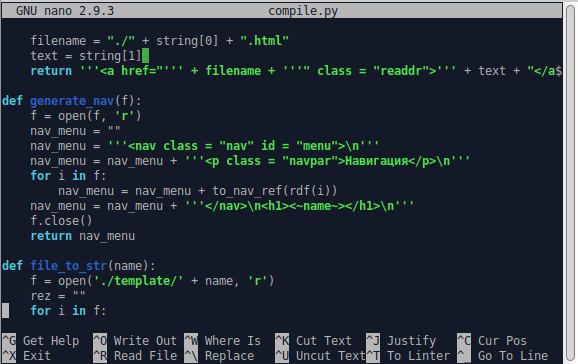 GNU nano 2.9.3 compile.py
filename = "./" + string[0] + ".html"
text = string[1]
return '''<a href="''' + filename + '''" class = "readdr">''' + text + "</a$
def generate_nav(f):
f = open(f, 'r')
nav_menu = ""
nav_menu = '''<nav class = "nav" id = "menu">\n'''
nav_menu = nav_menu + '''<p class = "navpar">Навигация</p>\n'''
for i in f:
nav_menu = nav_menu + to_nav_ref(rdf(i))
nav_menu = nav_menu + '''</nav>\n<h1><~name~></h1>\n'''
f.close()
return nav_menu
def file_to_str(name):
f = open('./template/' + name, 'r')
rez = ""
for i in f:
^G Get Help ^O Write Out ^W Where Is ^K Cut Text ^J Justify ^C Cur Pos
^X Exit ^R Read File ^\ Replace ^U Uncut Text ^T To Linter ^_ Go To Line